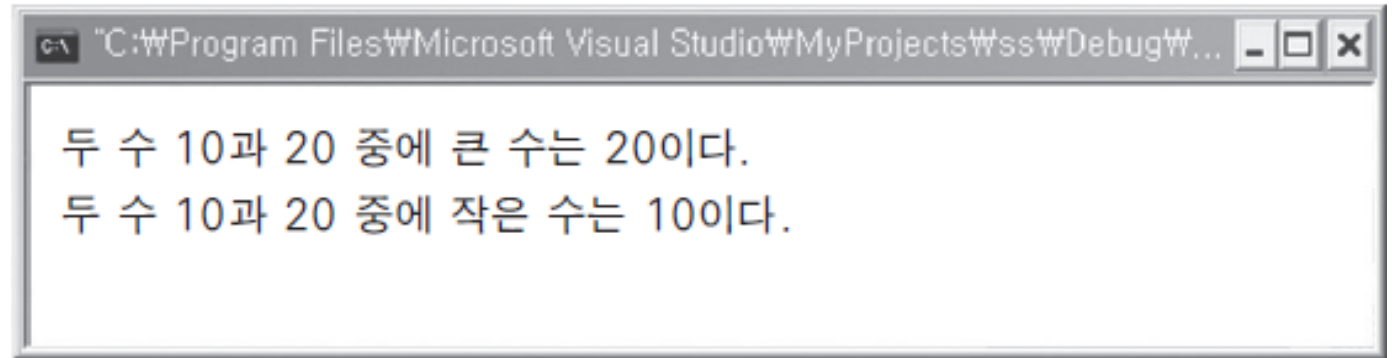 "C:₩Program Files₩Microsoft Visual Studio₩MyProjects₩ss₩Debug₩...
두 수 10과 20 중에 큰 수는 20이다.
두 수 10과 20 중에 작은 수는 10이다.